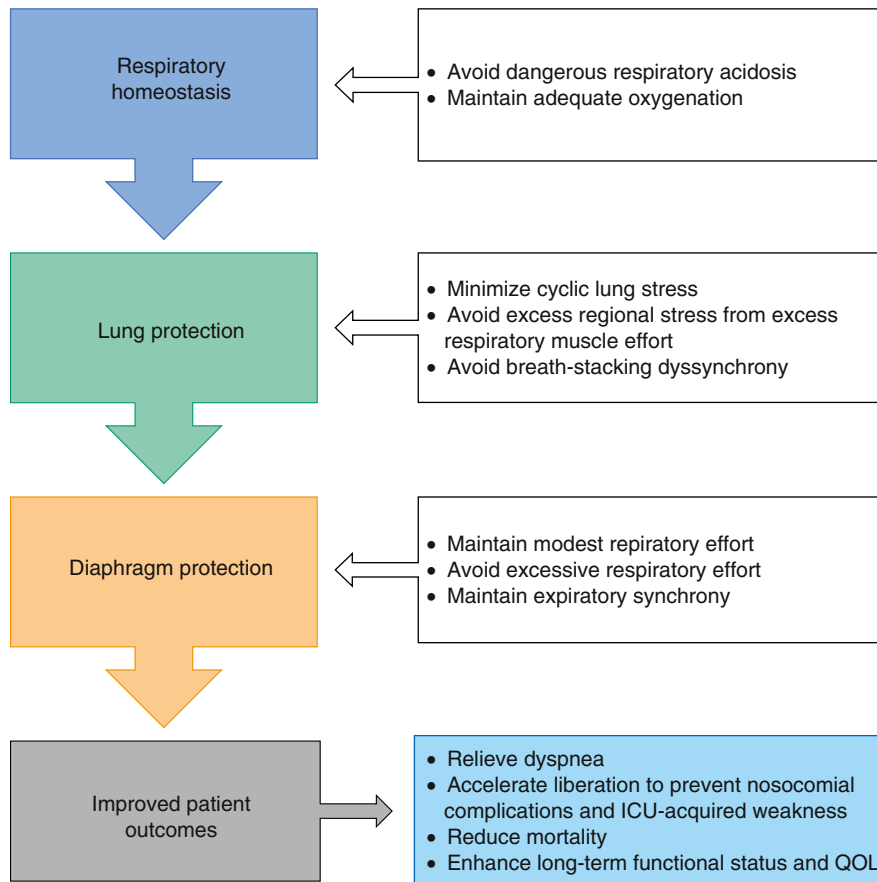 Respiratory
homeostasis
• Avoid dangerous respiratory acidosis
• Maintain adequate oxygenation
Lung protection
• Minimize cyclic lung stress
• Avoid excess regional stress from excess
respiratory muscle effort
• Avoid breath-stacking dyssynchrony
Diaphragm protection
• Maintain modest repiratory effort
• Avoid excessive respiratory effort
• Maintain expiratory synchrony
Improved patient
outcomes
• Relieve dyspnea
• Accelerate liberation to prevent nosocomial
complications and ICU-acquired weakness
• Reduce mortality
• Enhance long-term functional status and QOL